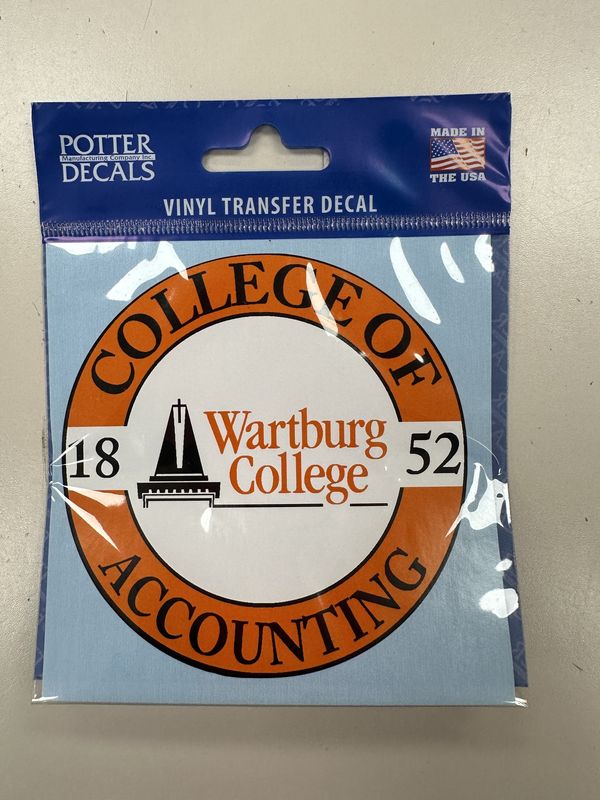 POTTER
Manufacturing Company Inc.
DECALS
MADE IN
THE USA
VINYL TRANSFER DECAL
COLLEGE OF
18
Wartburg
College
52
ACCOUNTING